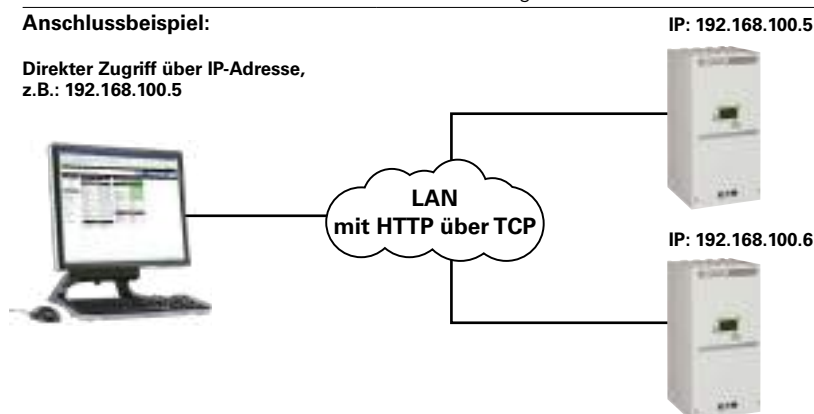 Anschlussbeispiel:
IP: 192.168.100.5
Direkter Zugriff über IP-Adresse,
z.B.: 192.168.100.5
LAN
mit HTTP über TCP
IP: 192.168.100.6